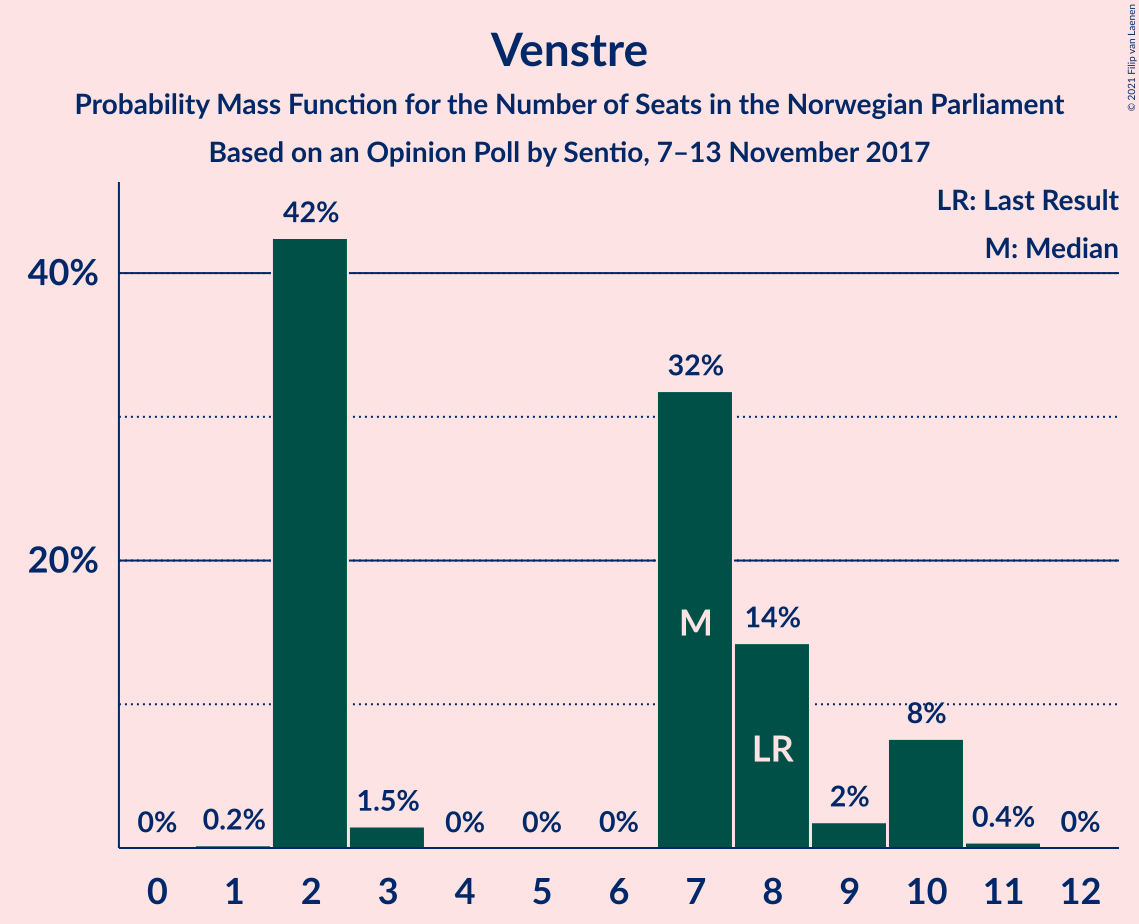 © 2021 Filip van Laenen
Venstre
Probability Mass Function for the Number of Seats in the Norwegian Parliament
Based on an Opinion Poll by Sentio, 7–13 November 2017
LR: Last Result
M: Median
40%
20%
42%
32%
14%
8%
2%
1.5%
0% 0.2% 0% 0% 0% 0.4% 0%
M
LR
0 1 2 3 4 5 6 7 8 9 10 11 12